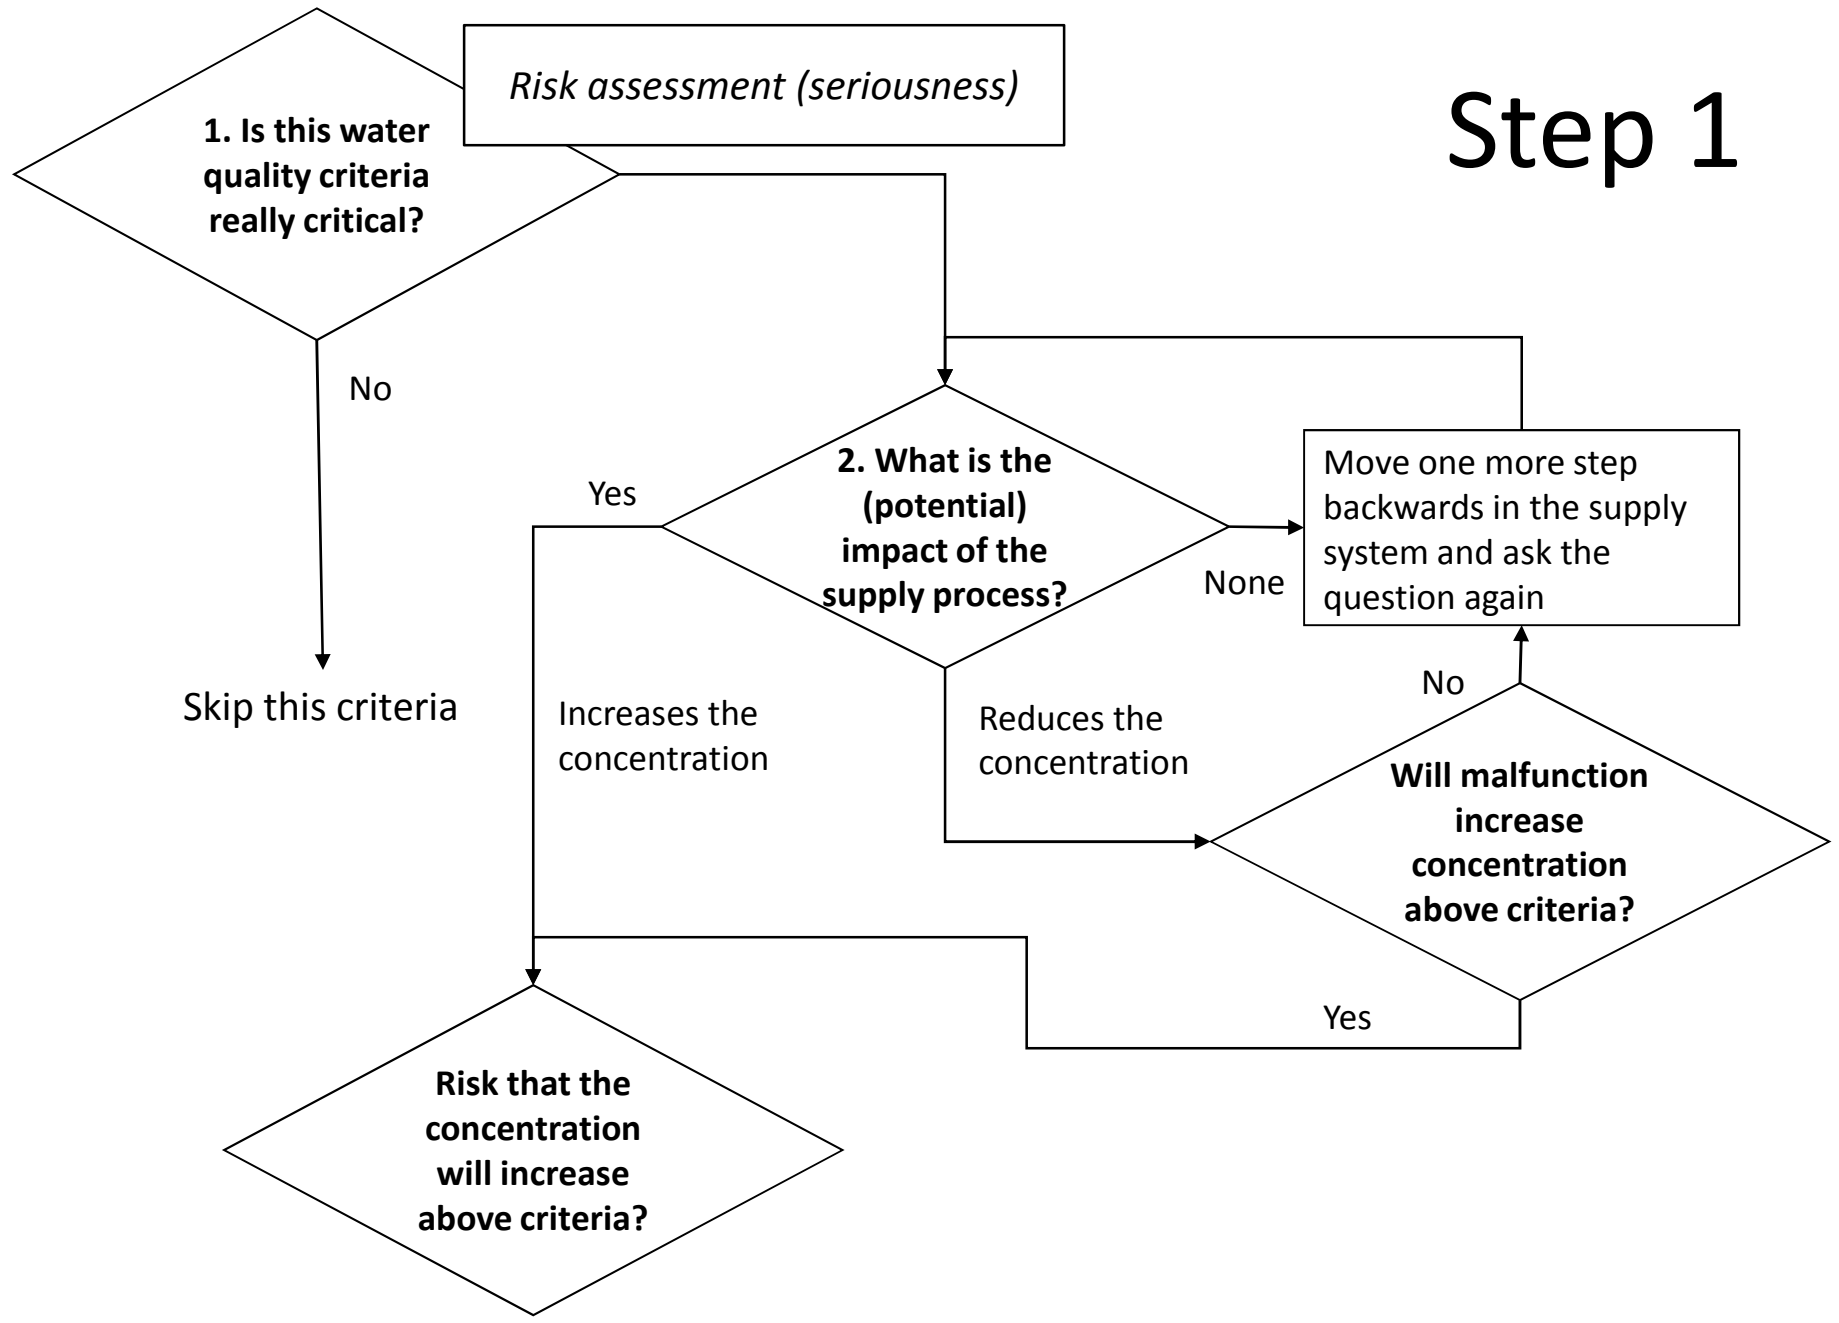 Risk assessment (seriousness)
Step 1
1. Is this water
quality criteria
really critical?
No
2. What is the
(potential)
impact of the
supply process?
Yes
None
Move one more step
backwards in the supply
system and ask the
question again
Skip this criteria
Increases the
concentration
Reduces the
concentration
No
Will malfunction
increase
concentration
above criteria?
Yes
Risk that the
concentration
will increase
above criteria?